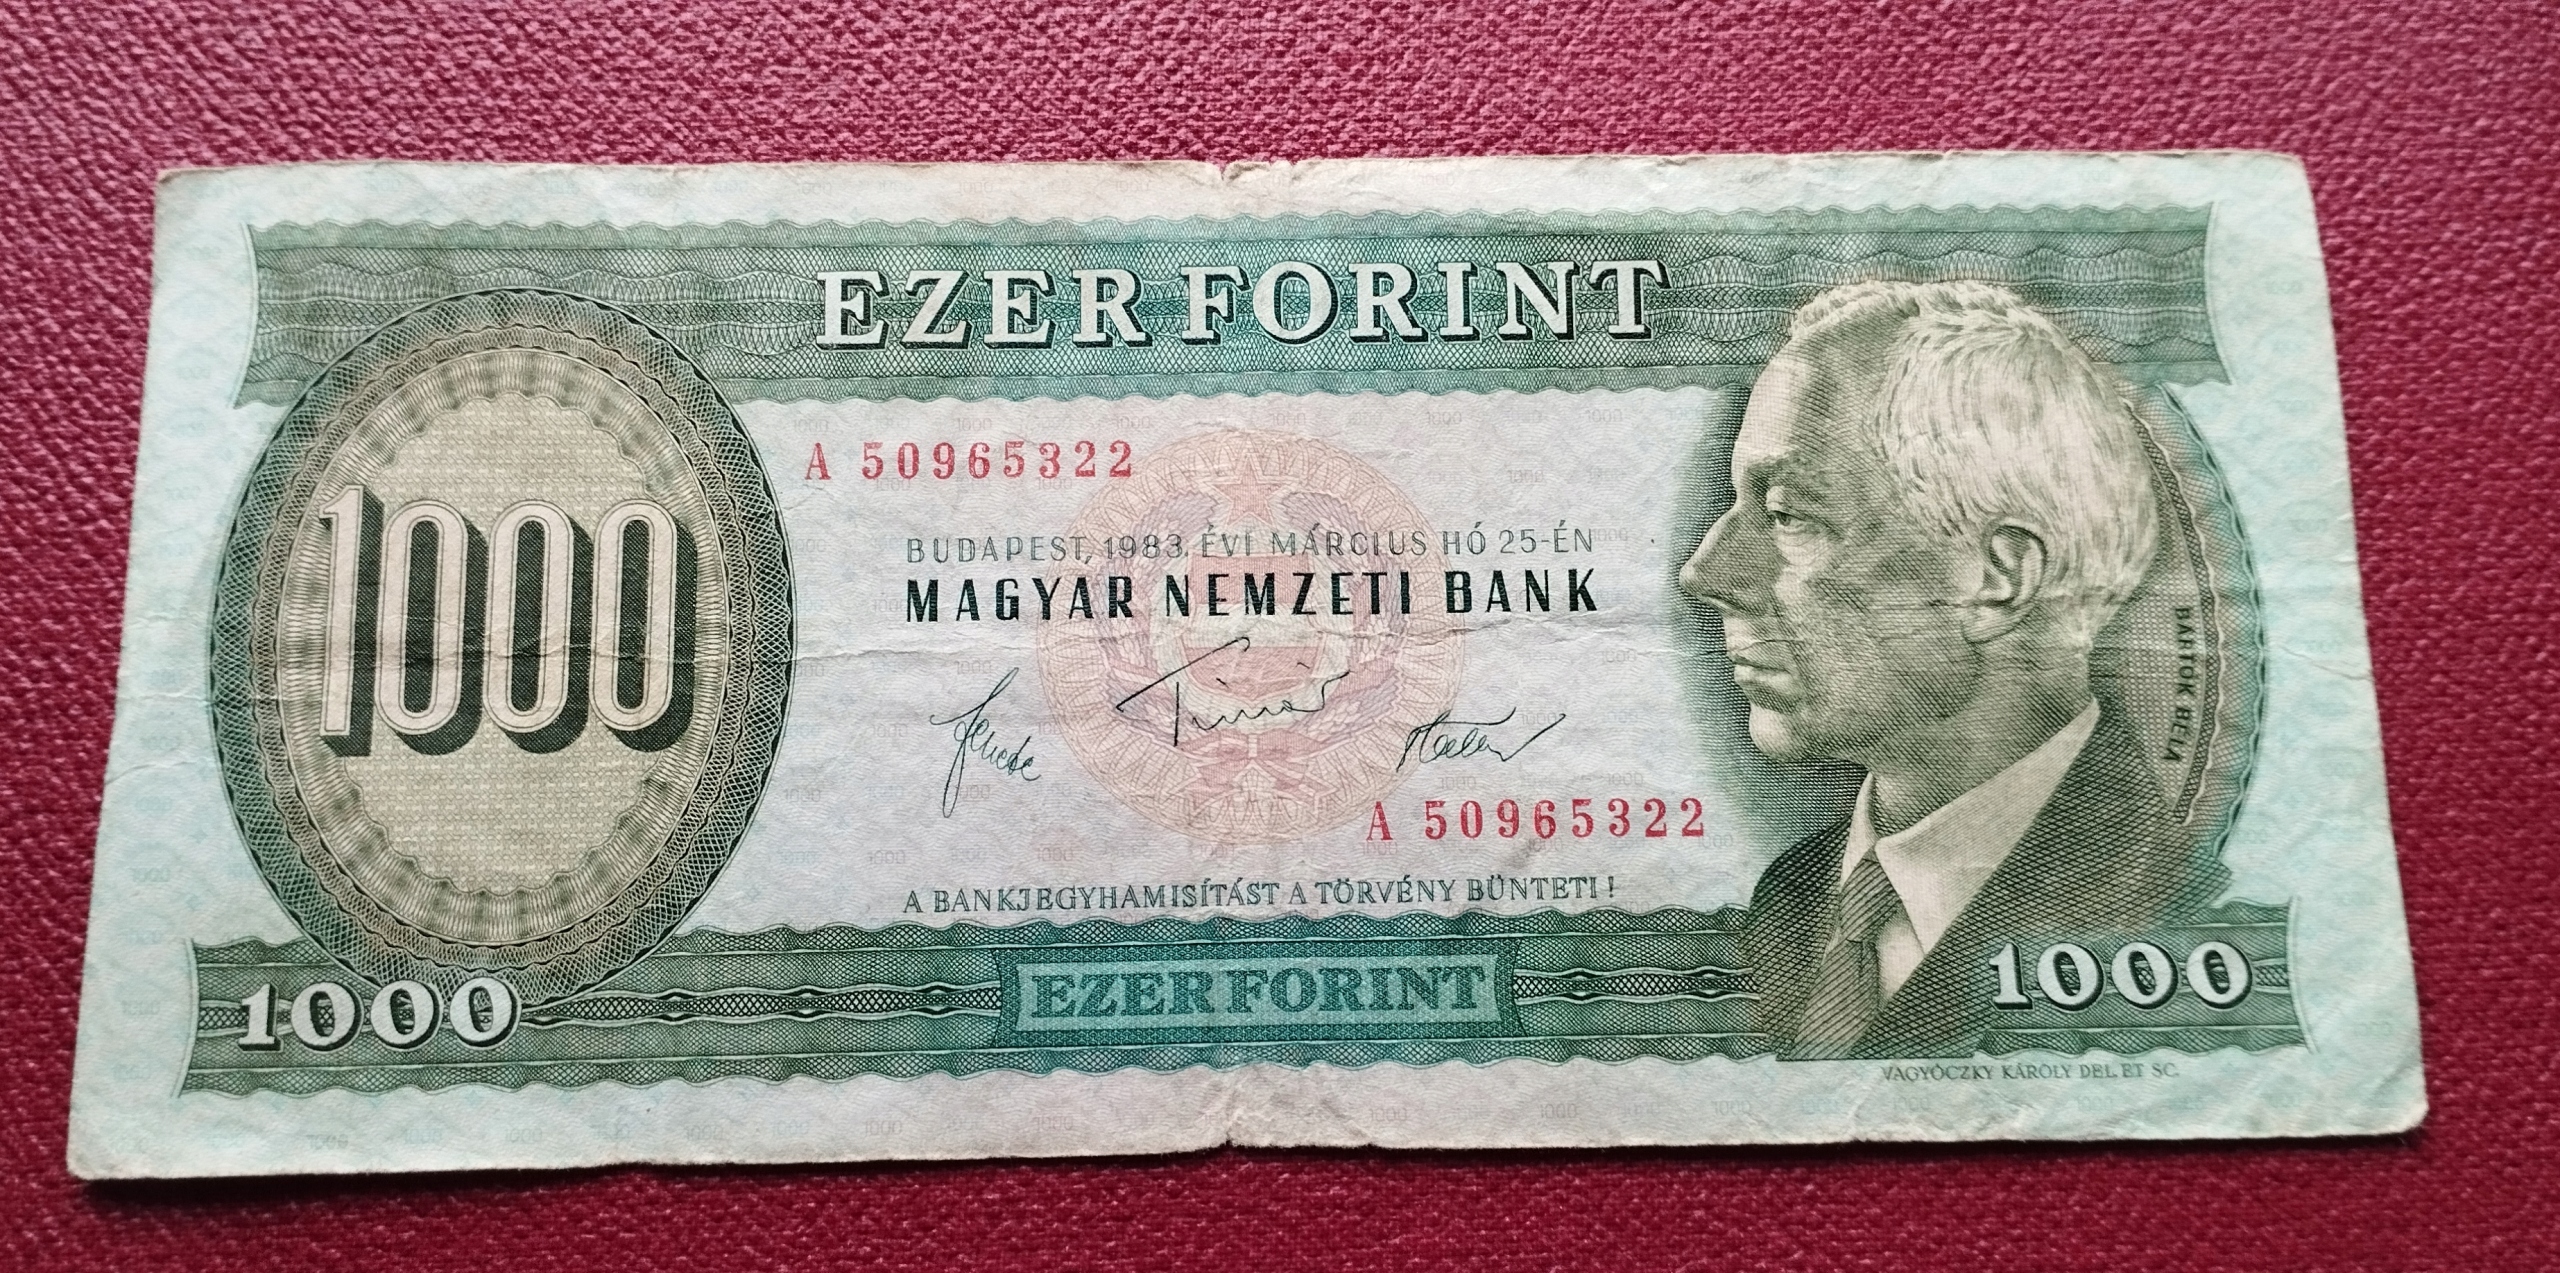 EZER FORINT
1000
A 50965322
BUDAPEST, 1983. ÉVI MÁRCIUS HÓ 25-ÉN
MAGYAR NEMZETI BANK
Timár
A 50965322
BARTÓK BÉLA
A BANKJEGYHAMISÍTÁST A TÖRVÉNY BÜNTETI!
1000
EZER FORINT
1000
VAGYÓCZKY KÁROLY DEL. ET SC.